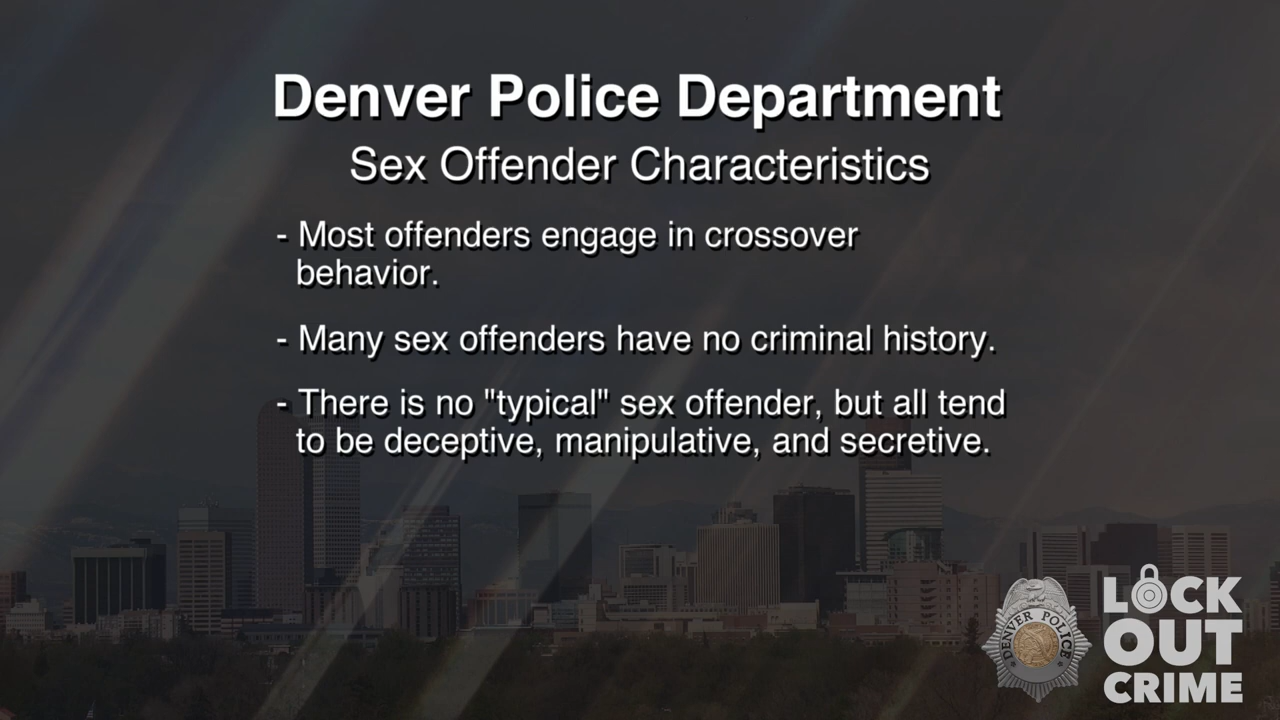 Denver Police Department
Sex Offender Characteristics
- Most offenders engage in crossover
behavior.
- Many sex offenders have no criminal history.
- There is no "typical" sex offender, but all tend
to be deceptive, manipulative, and secretive.
DENVER POLICE
LOCK
OUT
CRIME